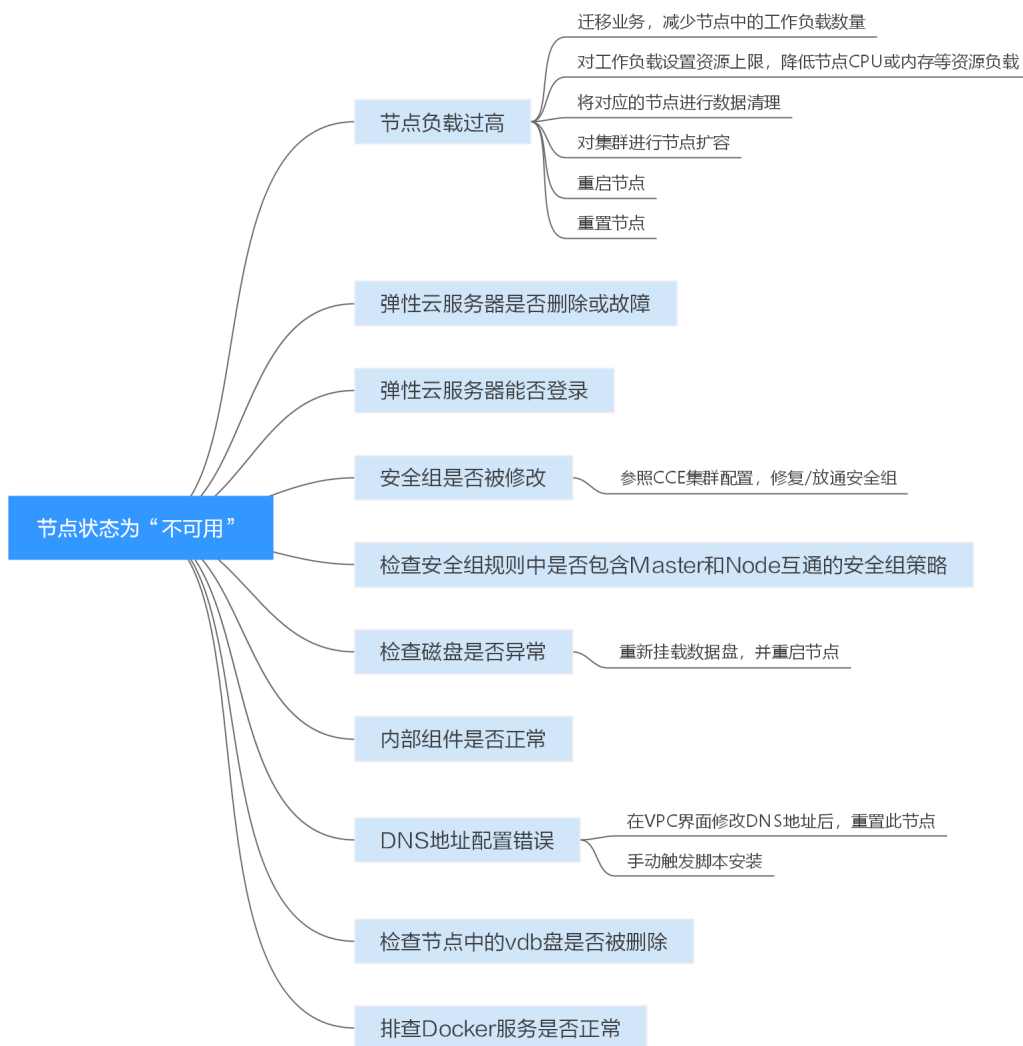 节点状态为“不可用”
节点负载过高
迁移业务，减少节点中的工作负载数量
对工作负载设置资源上限，降低节点CPU或内存等资源负载
将对应的节点进行数据清理
对集群进行节点扩容
重启节点
重置节点
弹性云服务器是否删除或故障
弹性云服务器能否登录
安全组是否被修改
参照CCE集群配置，修复/放通安全组
检查安全组规则中是否包含Master和Node互通的安全组策略
检查磁盘是否异常
重新挂载数据盘，并重启节点
内部组件是否正常
DNS地址配置错误
在VPC界面修改DNS地址后，重置此节点
手动触发脚本安装
检查节点中的vdb盘是否被删除
排查Docker服务是否正常